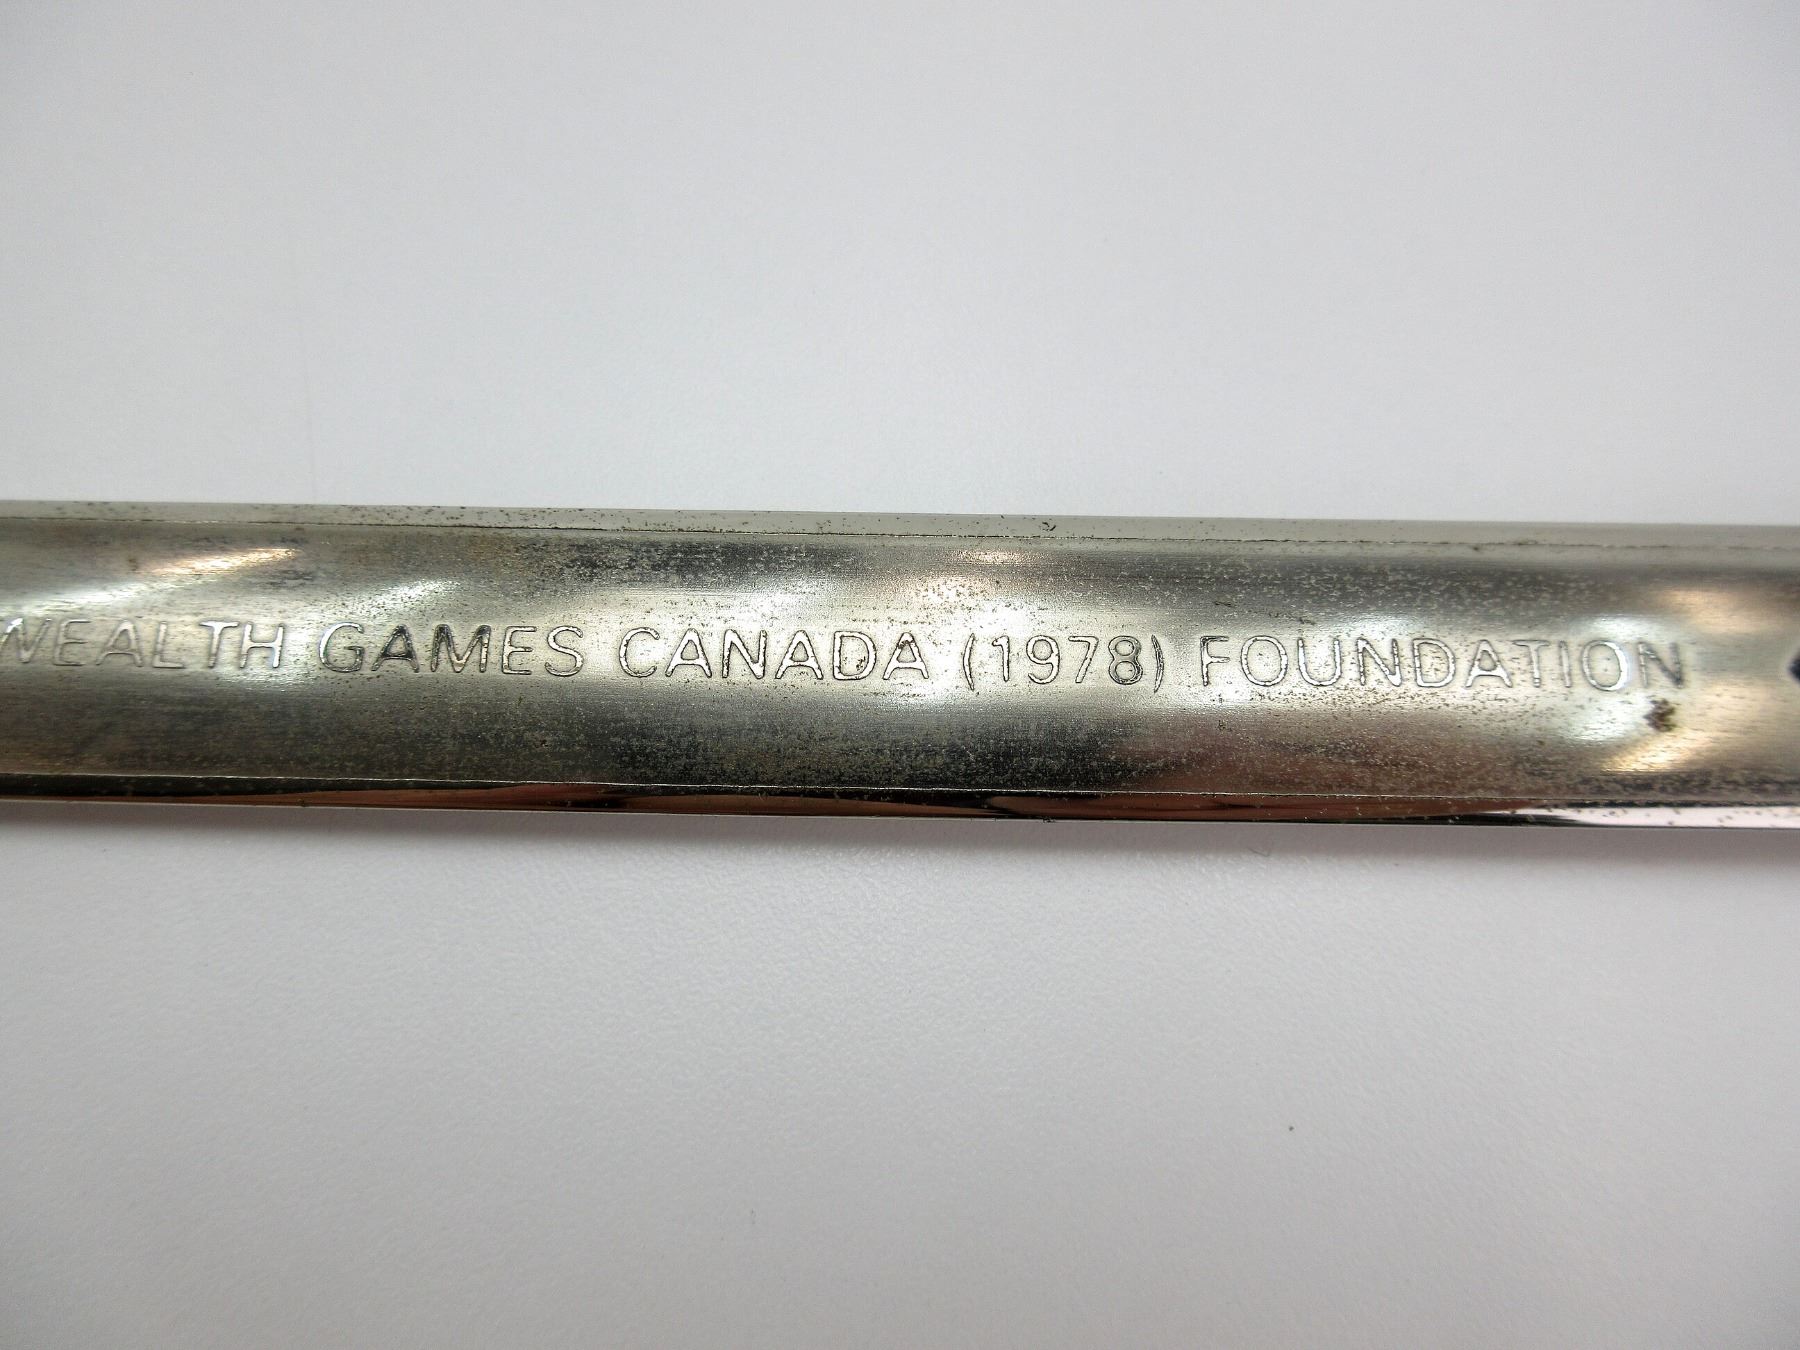 WEALTH GAMES CANADA (1978) FOUNDATION